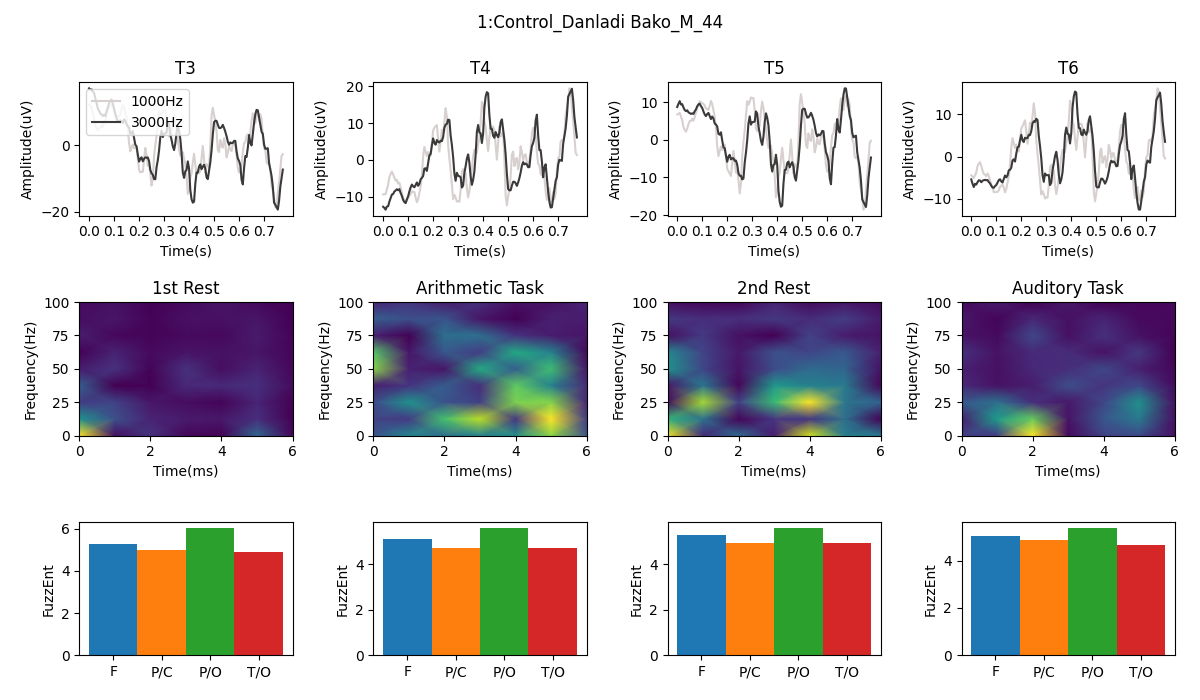 1:Control_Danladi Bako_M_44
T3 T4 T5 T6
1000Hz
3000Hz
Amplitude(uV) Amplitude(uV) Amplitude(uV) Amplitude(uV)
0 −20
20 10 0 −10
10 0 −10 −20
10 0 −10
0.0 0.1 0.2 0.3 0.4 0.5 0.6 0.7 0.0 0.1 0.2 0.3 0.4 0.5 0.6 0.7 0.0 0.1 0.2 0.3 0.4 0.5 0.6 0.7 0.0 0.1 0.2 0.3 0.4 0.5 0.6 0.7
Time(s) Time(s) Time(s) Time(s)
1st Rest Arithmetic Task 2nd Rest Auditory Task
Frequency(Hz) Frequency(Hz) Frequency(Hz) Frequency(Hz)
100 100 100 100
75 75 75 75
50 50 50 50
25 25 25 25
0 0 0 0
0 2 4 6 0 2 4 6 0 2 4 6 0 2 4 6
Time(ms) Time(ms) Time(ms) Time(ms)
FuzzEnt FuzzEnt FuzzEnt FuzzEnt
6 4 2 0
4 2 0
4 2 0
4 2 0
F P/C P/O T/O F P/C P/O T/O F P/C P/O T/O F P/C P/O T/O